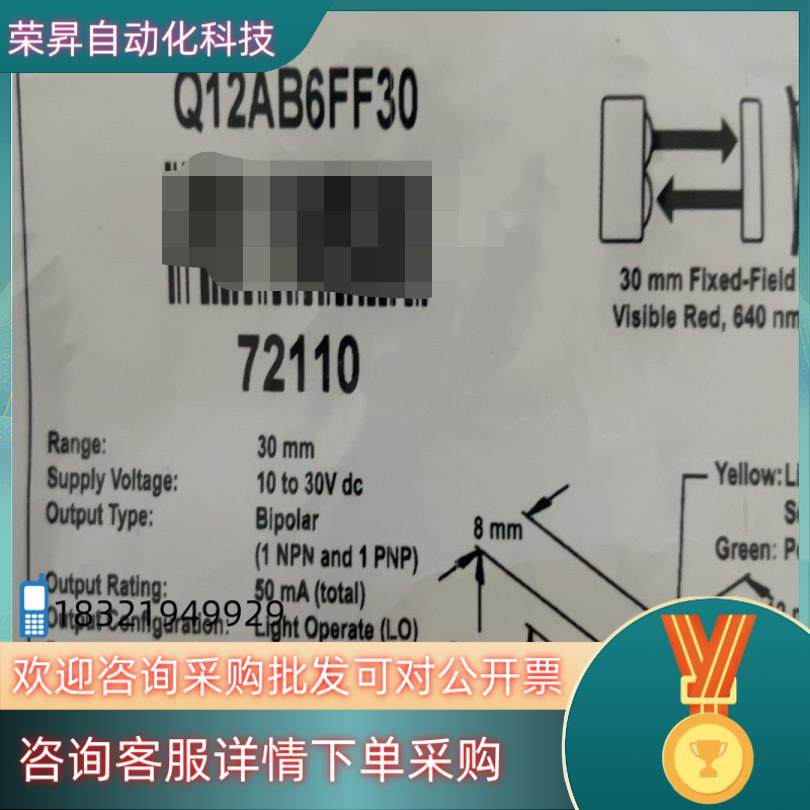 荣昇自动化科技
Q12AB6FF30
72110
30 mm Fixed-Field
Visible Red, 640 nm
Range: 30 mm
Supply Voltage: 10 to 30V dc
Output Type: Bipolar
(1 NPN and 1 PNP)
Output Rating: 50 mA (total)
Output Configuration: Light Operate (LO)
8 mm
Yellow:
Green:
18321949929
欢迎咨询采购批发可对公开票
咨询客服详情下单采购